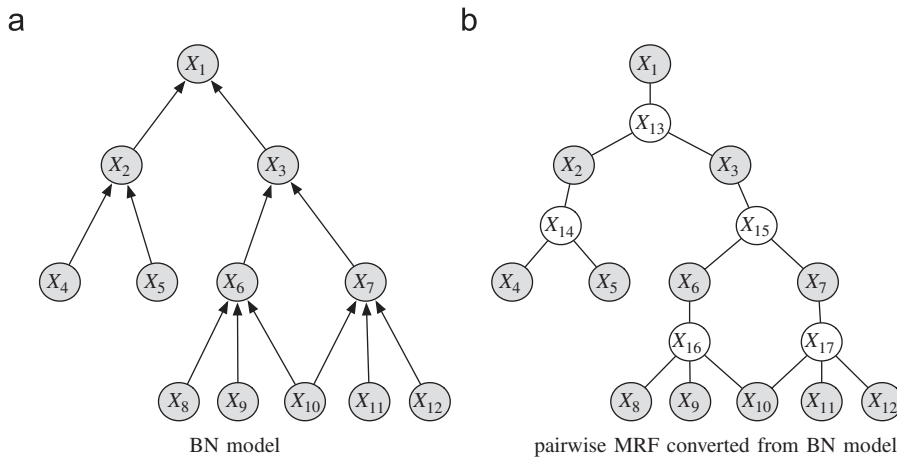 a
b
X₁
X₂ X₃
X₄ X₅ X₆ X₇
X₈ X₉ X₁₀ X₁₁ X₁₂
BN model
X₁
X₁₃
X₂ X₃
X₁₄ X₁₅
X₄ X₅ X₆ X₇
X₁₆ X₁₇
X₈ X₉ X₁₀ X₁₁ X₁₂
pairwise MRF converted from BN model